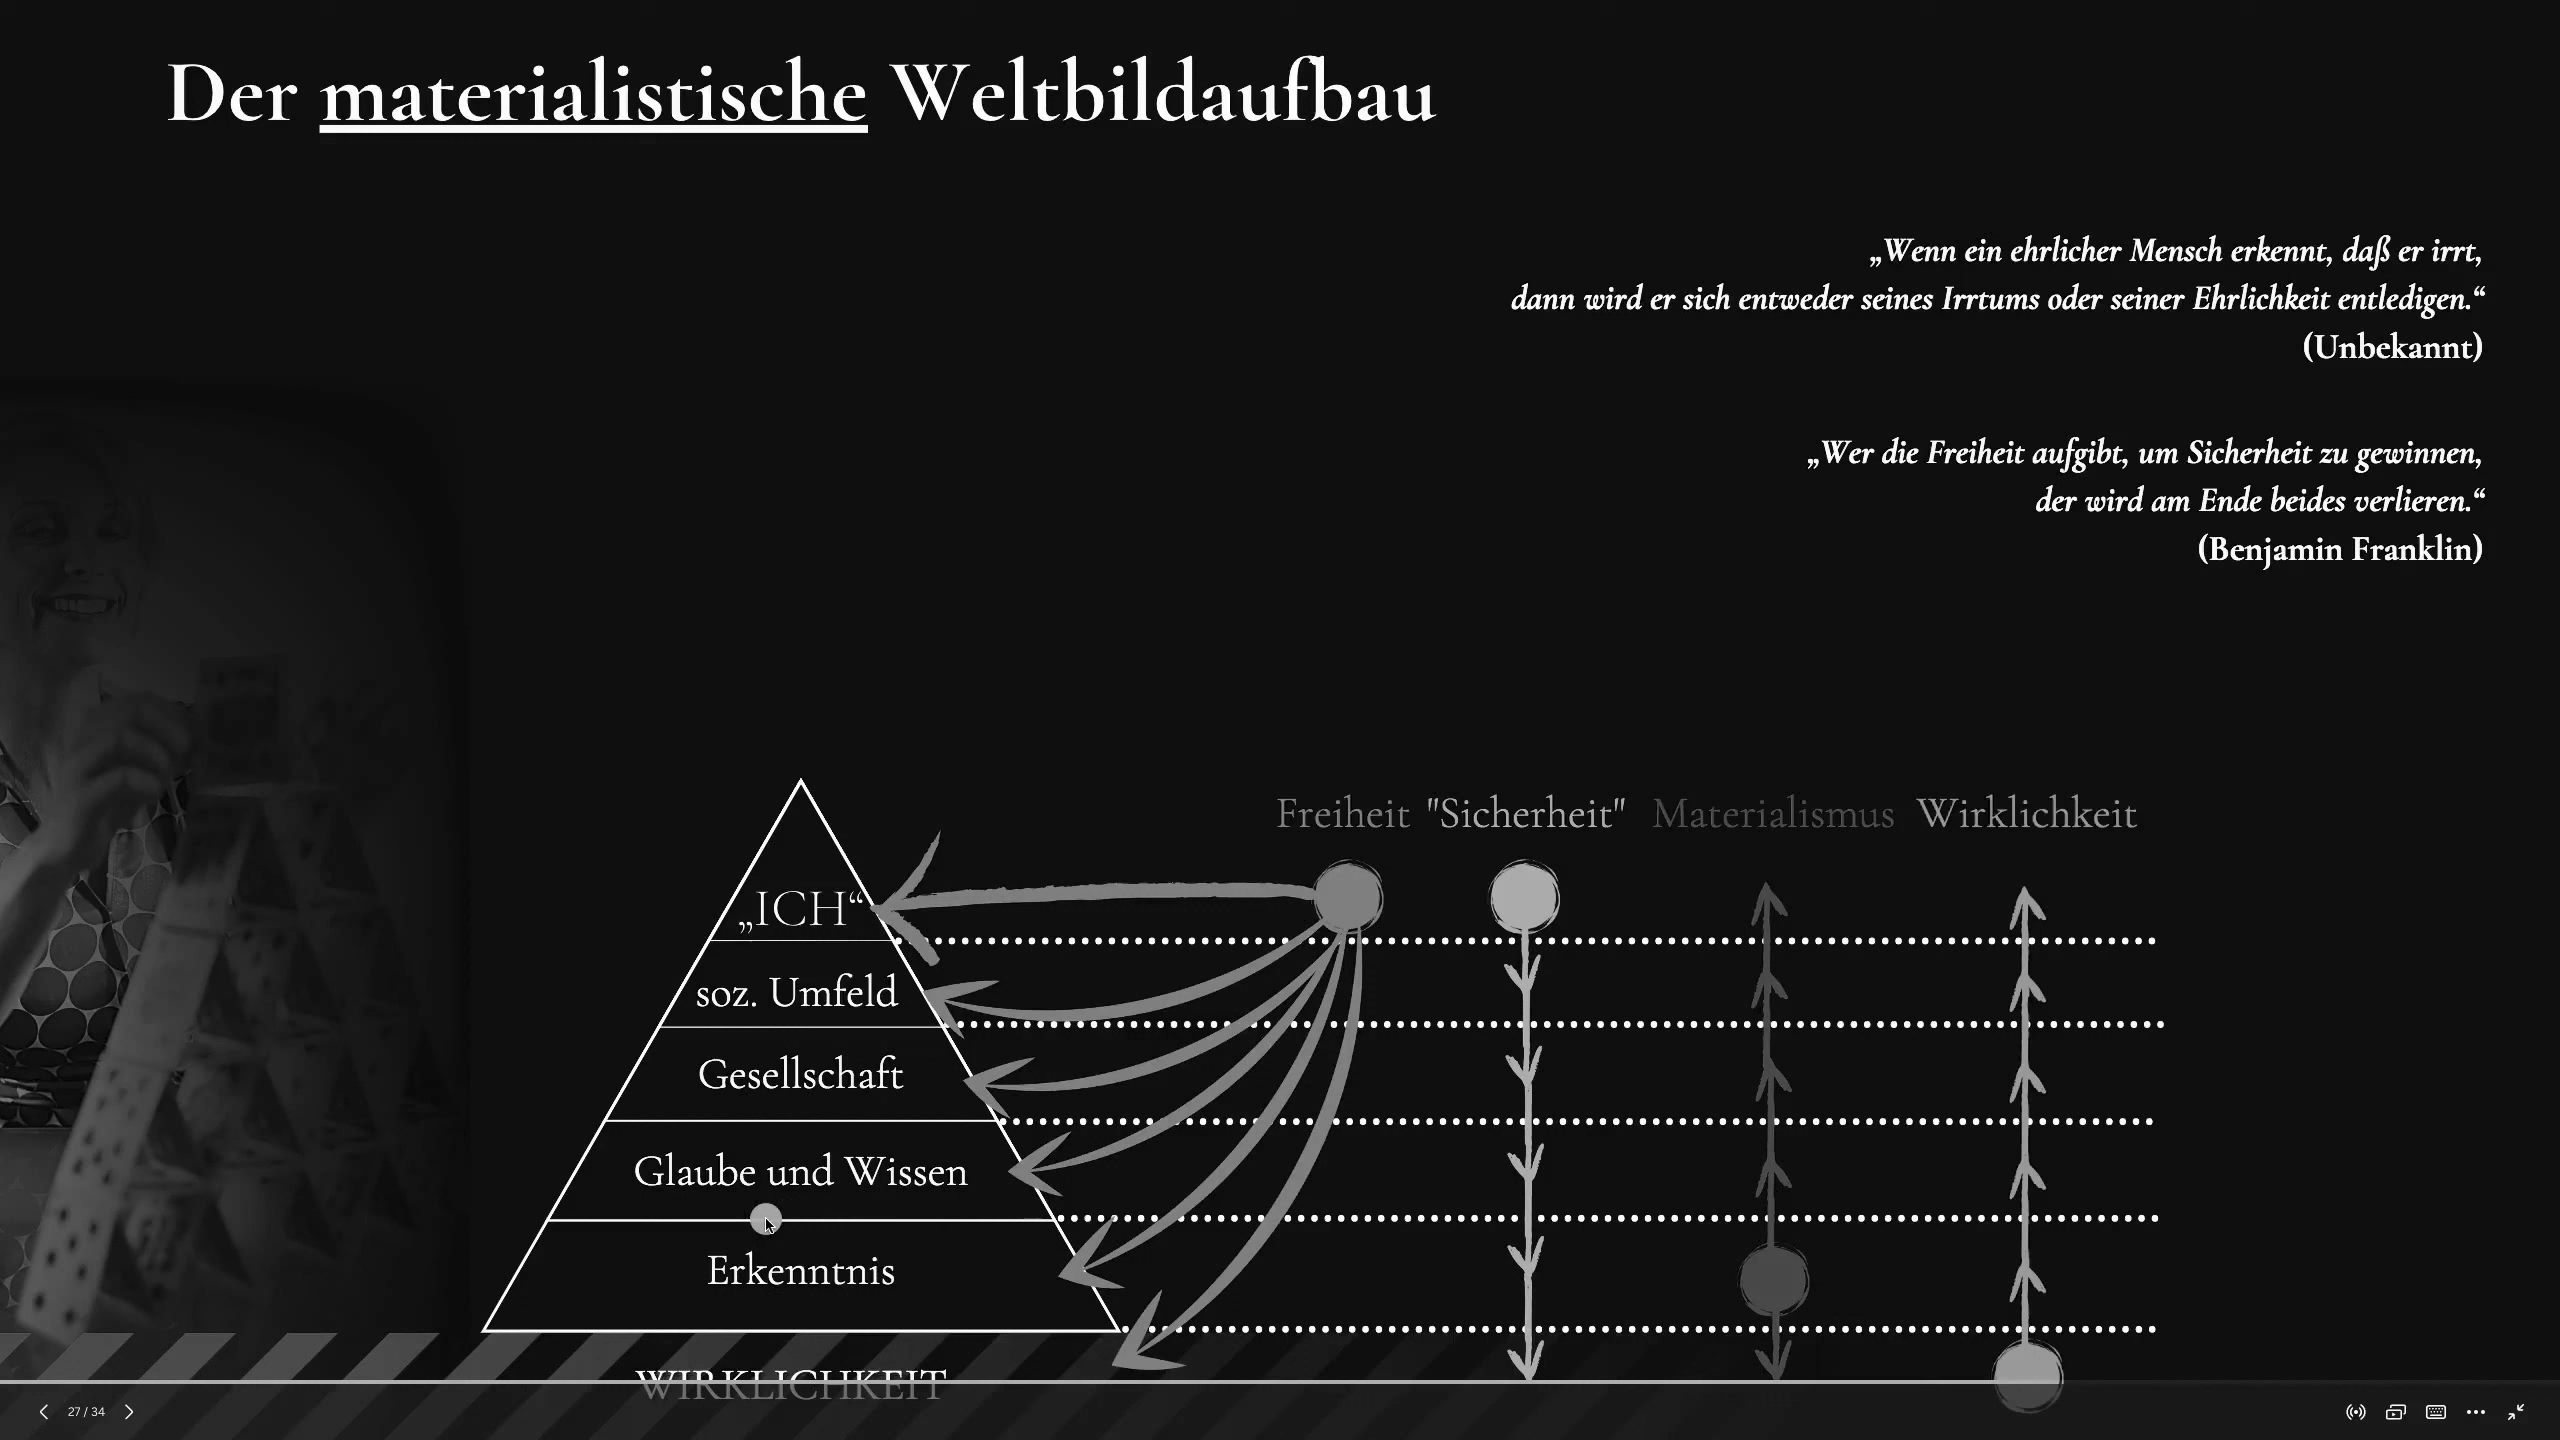 Der materialistische Weltbildaufbau
„Wenn ein ehrlicher Mensch erkennt, daß er irrt,
dann wird er sich entweder seines Irrtums oder seiner Ehrlichkeit entledigen.“
(Unbekannt)
„Wer die Freiheit aufgibt, um Sicherheit zu gewinnen,
der wird am Ende beides verlieren.“
(Benjamin Franklin)
Freiheit "Sicherheit" Materialismus Wirklichkeit
„ICH“
soz. Umfeld
Gesellschaft
Glaube und Wissen
Erkenntnis
WIRKLICHKEIT
27 / 34